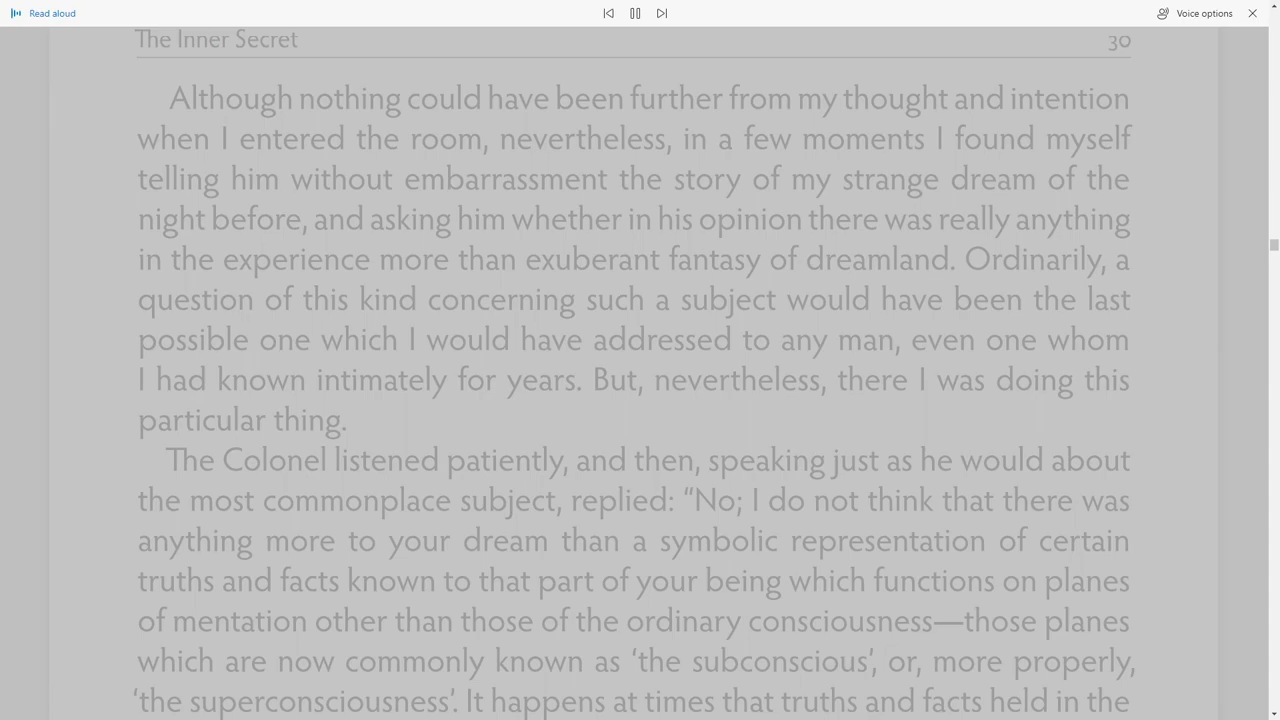 Read aloud
Voice options
The Inner Secret 30
Although nothing could have been further from my thought and intention
when I entered the room, nevertheless, in a few moments I found myself
telling him without embarrassment the story of my strange dream of the
night before, and asking him whether in his opinion there was really anything
in the experience more than exuberant fantasy of dreamland. Ordinarily, a
question of this kind concerning such a subject would have been the last
possible one which I would have addressed to any man, even one whom
I had known intimately for years. But, nevertheless, there I was doing this
particular thing.
The Colonel listened patiently, and then, speaking just as he would about
the most commonplace subject, replied: “No; I do not think that there was
anything more to your dream than a symbolic representation of certain
truths and facts known to that part of your being which functions on planes
of mentation other than those of the ordinary consciousness—those planes
which are now commonly known as ‘the subconscious’, or, more properly,
‘the superconsciousness’. It happens at times that truths and facts held in the